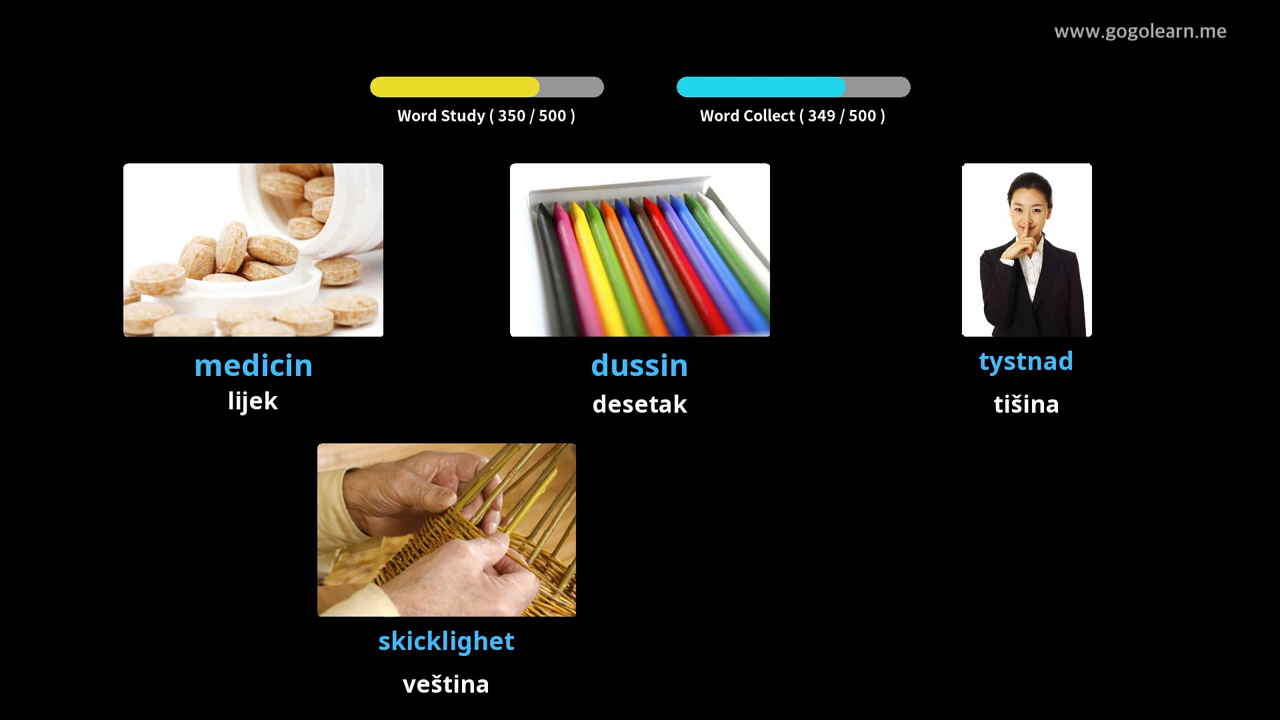 www.gogolearn.me
Word Study ( 350 / 500 )
Word Collect ( 349 / 500 )
medicin
lijek
dussin
desetak
tystnad
tišina
skicklighet
veština